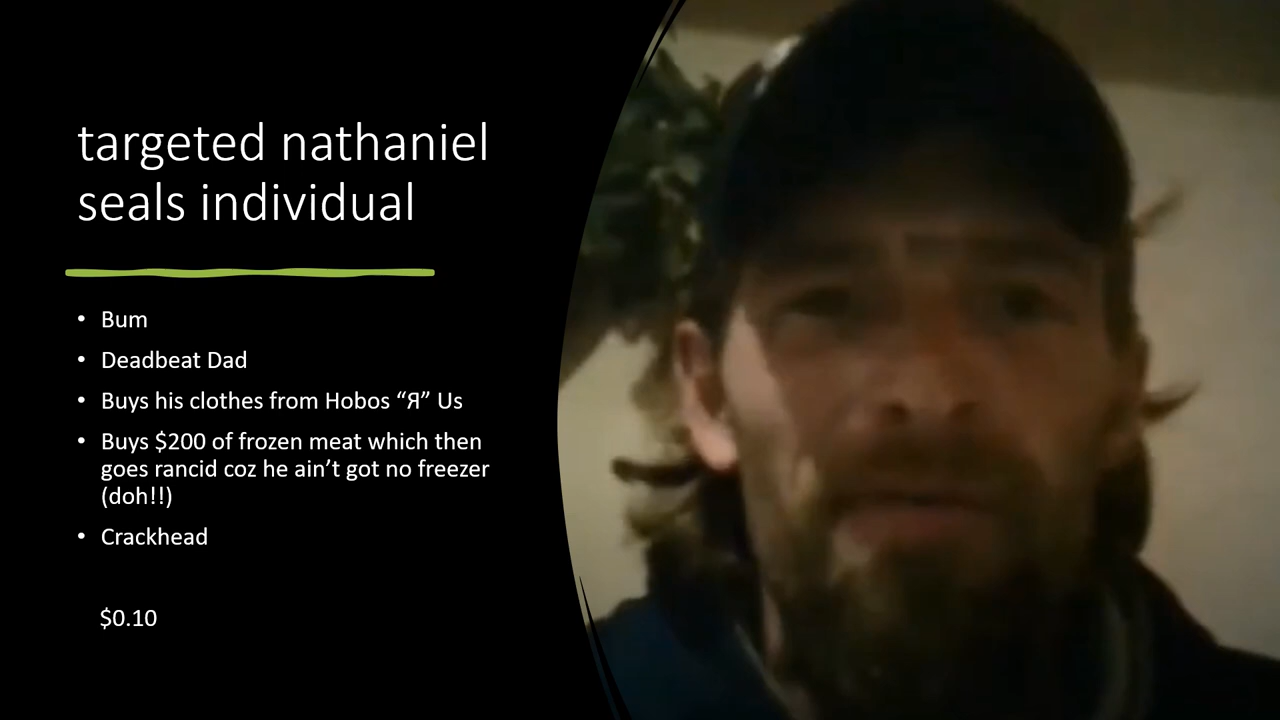 targeted nathaniel
seals individual
• Bum
• Deadbeat Dad
• Buys his clothes from Hobos “Я” Us
• Buys $200 of frozen meat which then
goes rancid coz he ain’t got no freezer
(doh!!)
• Crackhead
$0.10